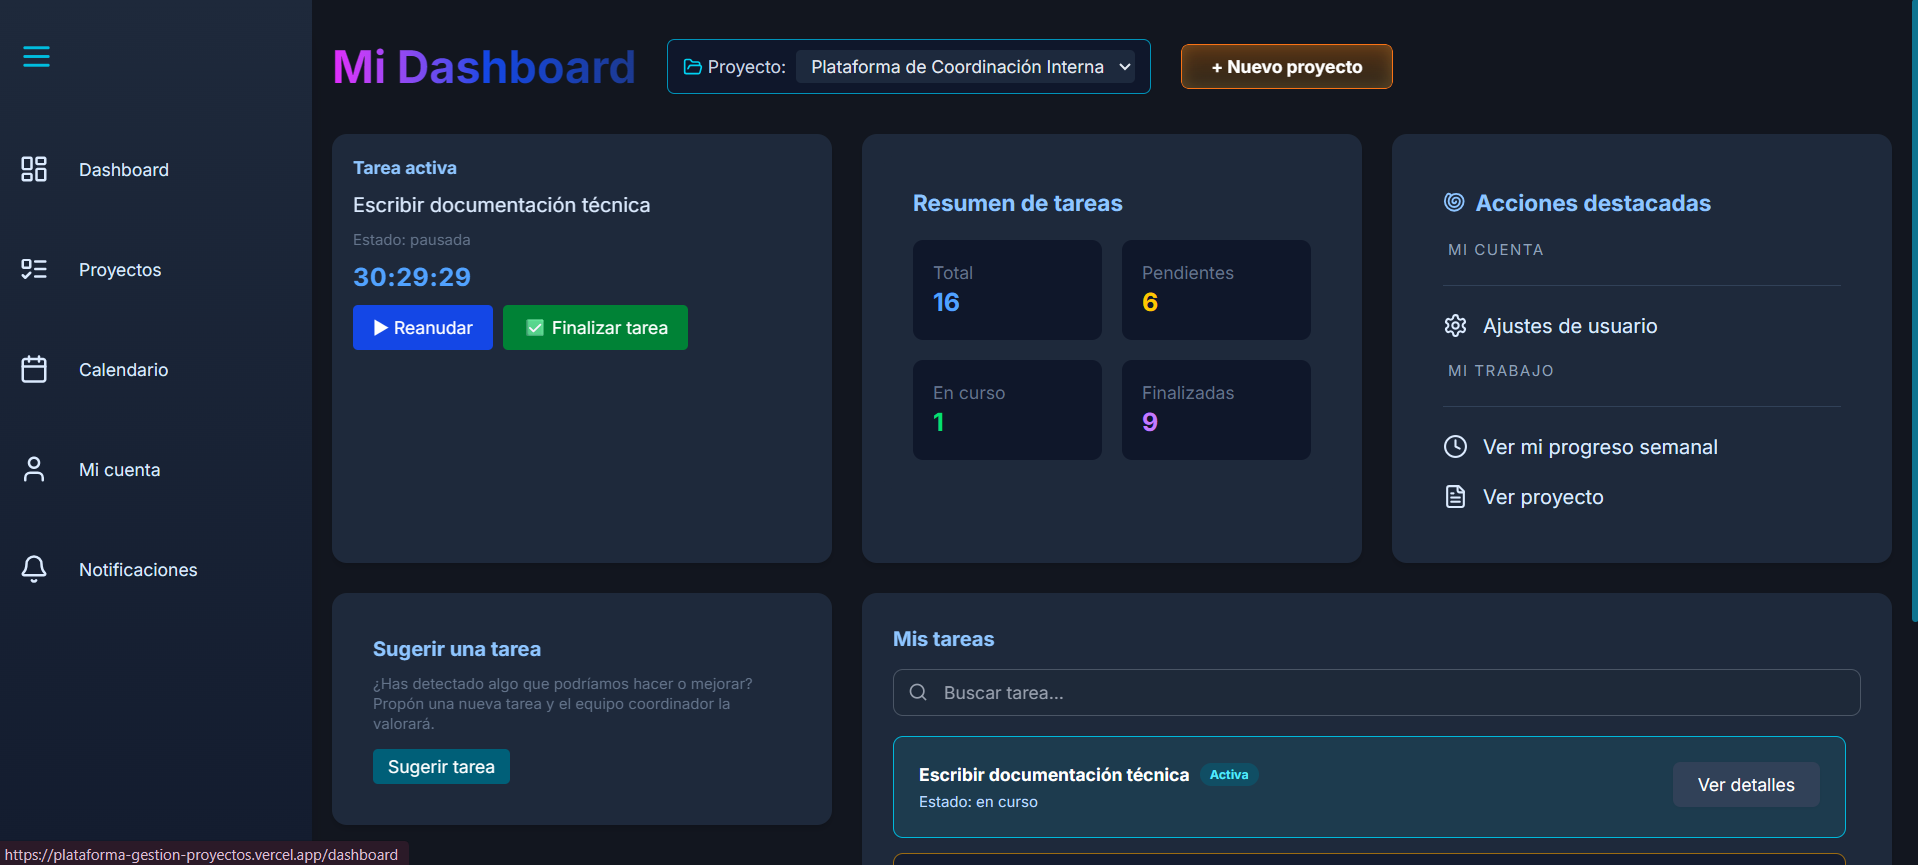 Dashboard
Proyectos
Calendario
Mi cuenta
Notificaciones
Mi Dashboard
Proyecto: Plataforma de Coordinación Interna
+ Nuevo proyecto
Tarea activa
Escribir documentación técnica
Estado: pausada
30:29:29
Reanudar
Finalizar tarea
Resumen de tareas
Total
16
Pendientes
6
En curso
1
Finalizadas
9
Acciones destacadas
MI CUENTA
Ajustes de usuario
MI TRABAJO
Ver mi progreso semanal
Ver proyecto
Sugerir una tarea
¿Has detectado algo que podríamos hacer o mejorar?
Propón una nueva tarea y el equipo coordinador la
valorará.
Sugerir tarea
Mis tareas
Buscar tarea...
Escribir documentación técnica Activa
Estado: en curso
Ver detalles
https://plataforma-gestion-proyectos.vercel.app/dashboard